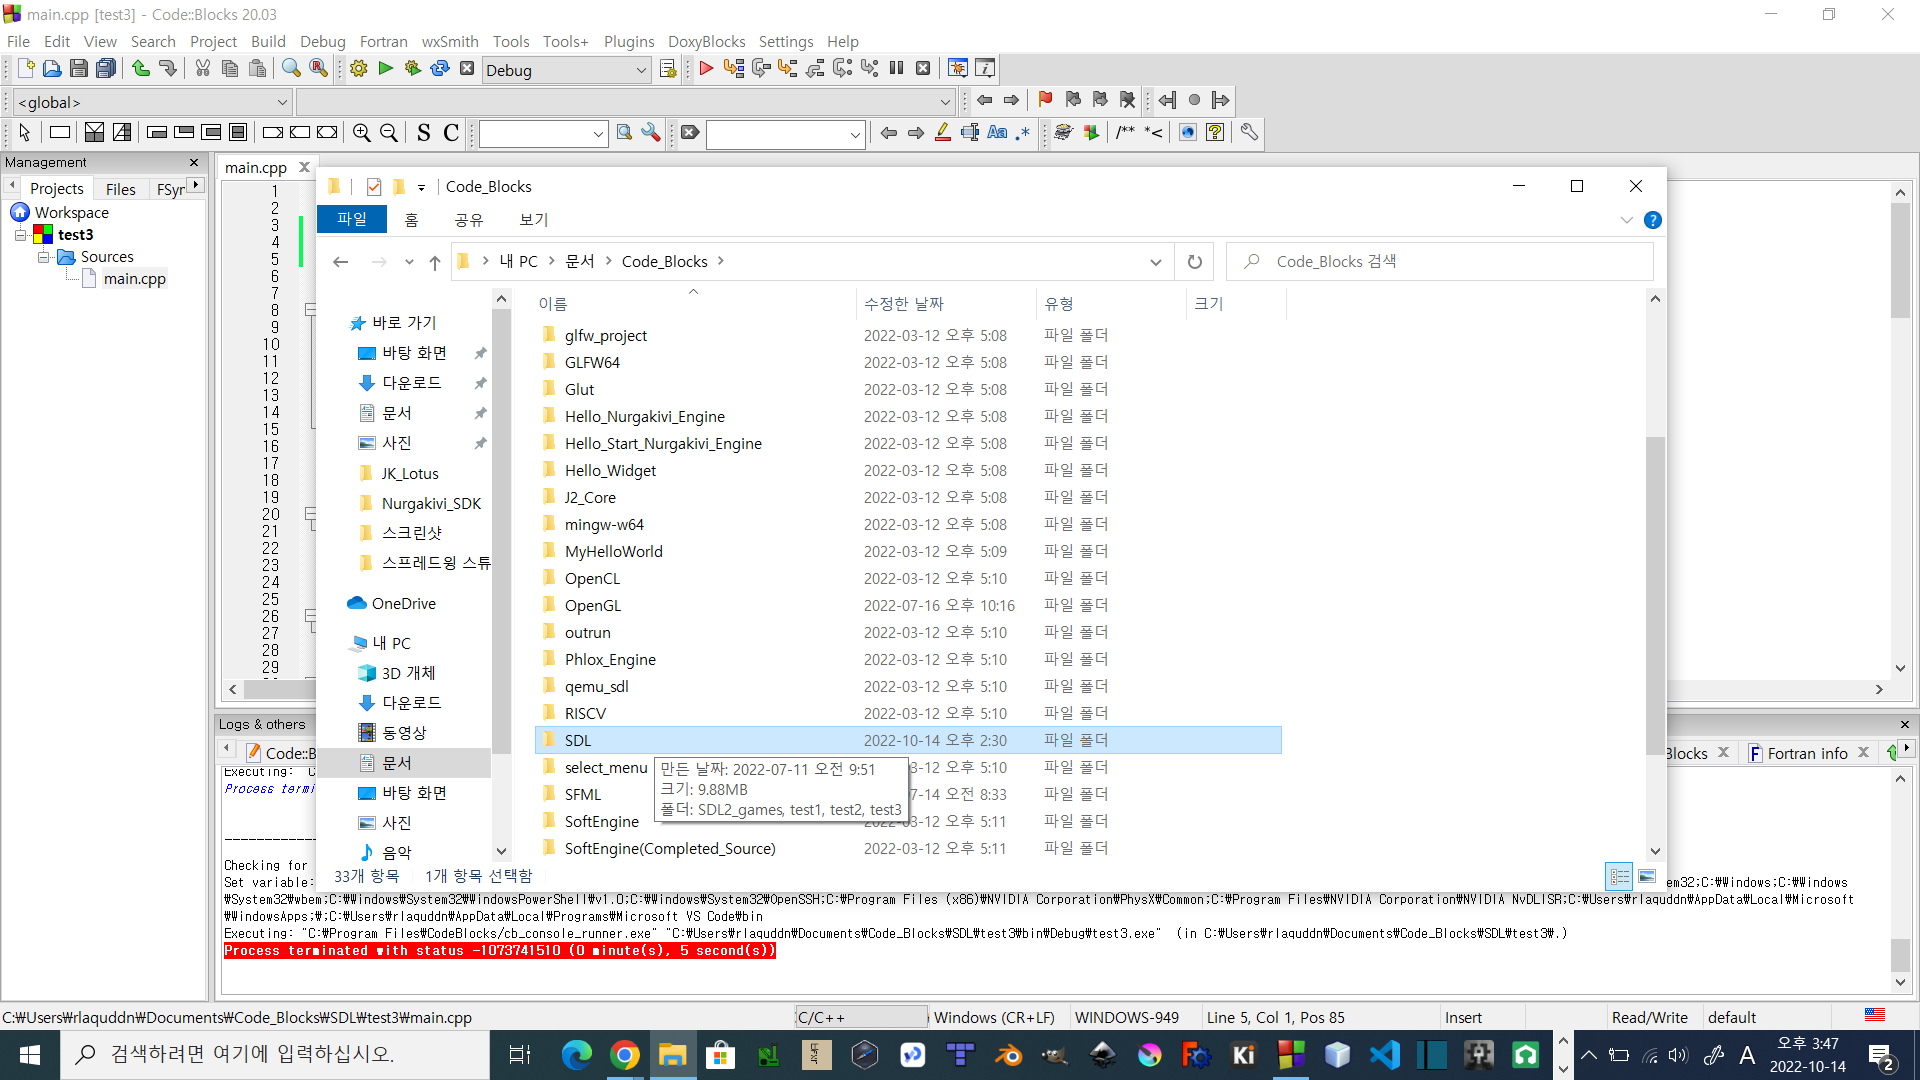 main.cpp [test3] - Code::Blocks 20.03
File Edit View Search Project Build Debug Fortran wxSmith Tools Tools+ Plugins DoxyBlocks Settings Help
Debug
<global>
S C
Aa .* /** *<
Management
Projects Files FSyr
Workspace
test3
Sources
main.cpp
main.cpp
1
2
3
4
5
6
7
8
9
10
11
12
13
14
15
16
17
18
19
20
21
22
23
24
25
26
27
28
29
Code_Blocks
파일 홈 공유 보기
내 PC 문서 Code_Blocks
Code_Blocks 검색
바로 가기
바탕 화면
다운로드
문서
사진
JK_Lotus
Nurgakivi_SDK
스크린샷
스프레드윙 스튜
OneDrive
내 PC
3D 개체
다운로드
동영상
문서
바탕 화면
사진
음악
이름 수정한 날짜 유형 크기
glfw_project 2022-03-12 오후 5:08 파일 폴더
GLFW64 2022-03-12 오후 5:08 파일 폴더
Glut 2022-03-12 오후 5:08 파일 폴더
Hello_Nurgakivi_Engine 2022-03-12 오후 5:08 파일 폴더
Hello_Start_Nurgakivi_Engine 2022-03-12 오후 5:08 파일 폴더
Hello_Widget 2022-03-12 오후 5:08 파일 폴더
J2_Core 2022-03-12 오후 5:08 파일 폴더
mingw-w64 2022-03-12 오후 5:08 파일 폴더
MyHelloWorld 2022-03-12 오후 5:09 파일 폴더
OpenCL 2022-03-12 오후 5:10 파일 폴더
OpenGL 2022-07-16 오후 10:16 파일 폴더
outrun 2022-03-12 오후 5:10 파일 폴더
Phlox_Engine 2022-03-12 오후 5:10 파일 폴더
qemu_sdl 2022-03-12 오후 5:10 파일 폴더
RISCV 2022-03-12 오후 5:10 파일 폴더
SDL 2022-10-14 오후 2:30 파일 폴더
select_menu 3-12 오후 5:10 파일 폴더
SFML 7-14 오전 8:33 파일 폴더
SoftEngine 2022-03-12 오후 5:11 파일 폴더
SoftEngine(Completed_Source) 2022-03-12 오후 5:11 파일 폴더
만든 날짜: 2022-07-11 오전 9:51
크기: 9.88MB
폴더: SDL2_games, test1, test2, test3
33개 항목 1개 항목 선택함
Logs & others
Code::B locks Fortran info
Executing: "C
Process termi
Checking for
Set variable: em32;C:₩Windows;C:₩Windows
₩System32₩wbem;C:₩Windows₩System32₩WindowsPowerShell₩v1.0;C:₩Windows₩System32₩OpenSSH;C:₩Program Files (x86)₩NVIDIA Corporation₩PhysX₩Common;C:₩Program Files₩NVIDIA Corporation₩NVIDIA NvDLISR;C:₩Users₩rlaquddn₩AppData₩Local₩Microsoft
₩WindowsApps;₩;C:₩Users₩rlaquddn₩AppData₩Local₩Programs₩Microsoft VS Code₩bin
Executing: "C:₩Program Files₩CodeBlocks/cb_console_runner.exe" "C:₩Users₩rlaquddn₩Documents₩Code_Blocks₩SDL₩test3₩bin₩Debug₩test3.exe" (in C:₩Users₩rlaquddn₩Documents₩Code_Blocks₩SDL₩test3₩.)
Process terminated with status -1073741510 (0 minute(s), 5 second(s))
C:₩Users₩rlaquddn₩Documents₩Code_Blocks₩SDL₩test3₩main.cpp C/C++ Windows (CR+LF) WINDOWS-949 Line 5, Col 1, Pos 85 Insert Read/Write default
검색하려면 여기에 입력하십시오.
Ki
A
오후 3:47
2022-10-14
2